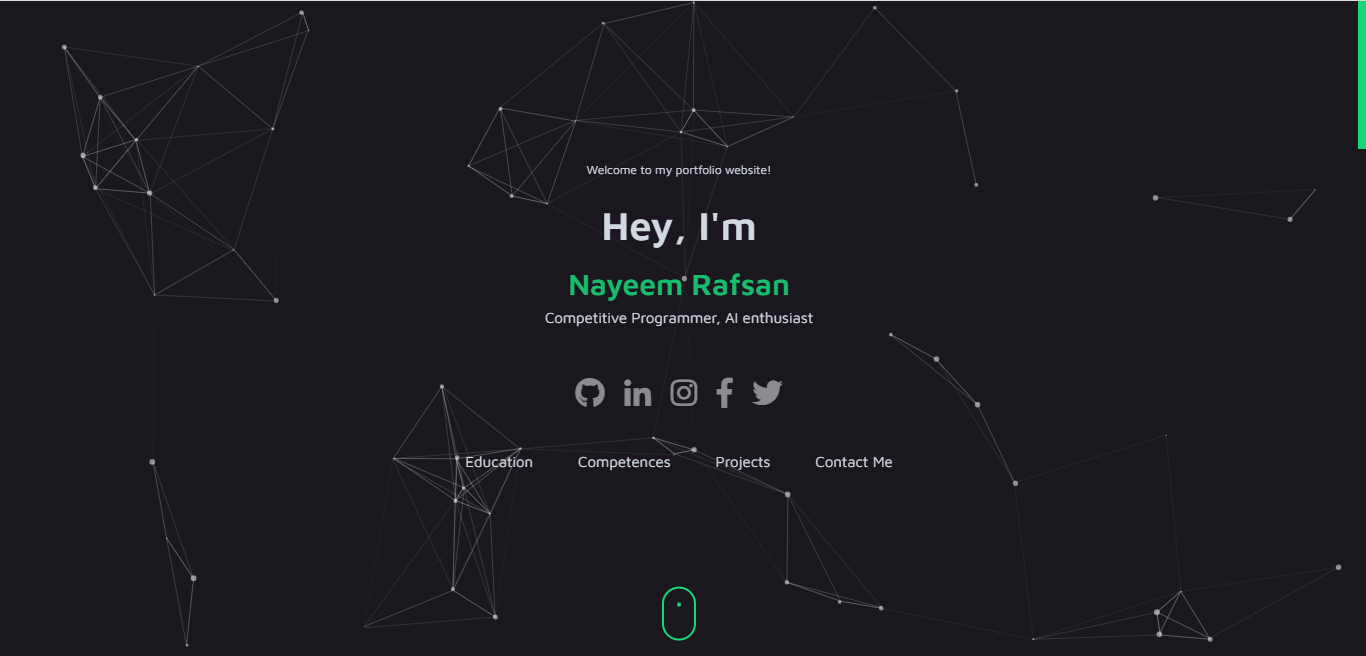 Welcome to my portfolio website!
Hey, I'm
Nayeem Rafsan
Competitive Programmer, AI enthusiast
Education Competences Projects Contact Me